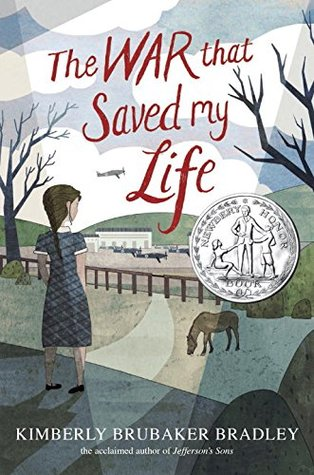 The WAR that
Saved my
Life
NEWBERY HONOR
BOOK
KIMBERLY BRUBAKER BRADLEY
the acclaimed author of Jefferson's Sons